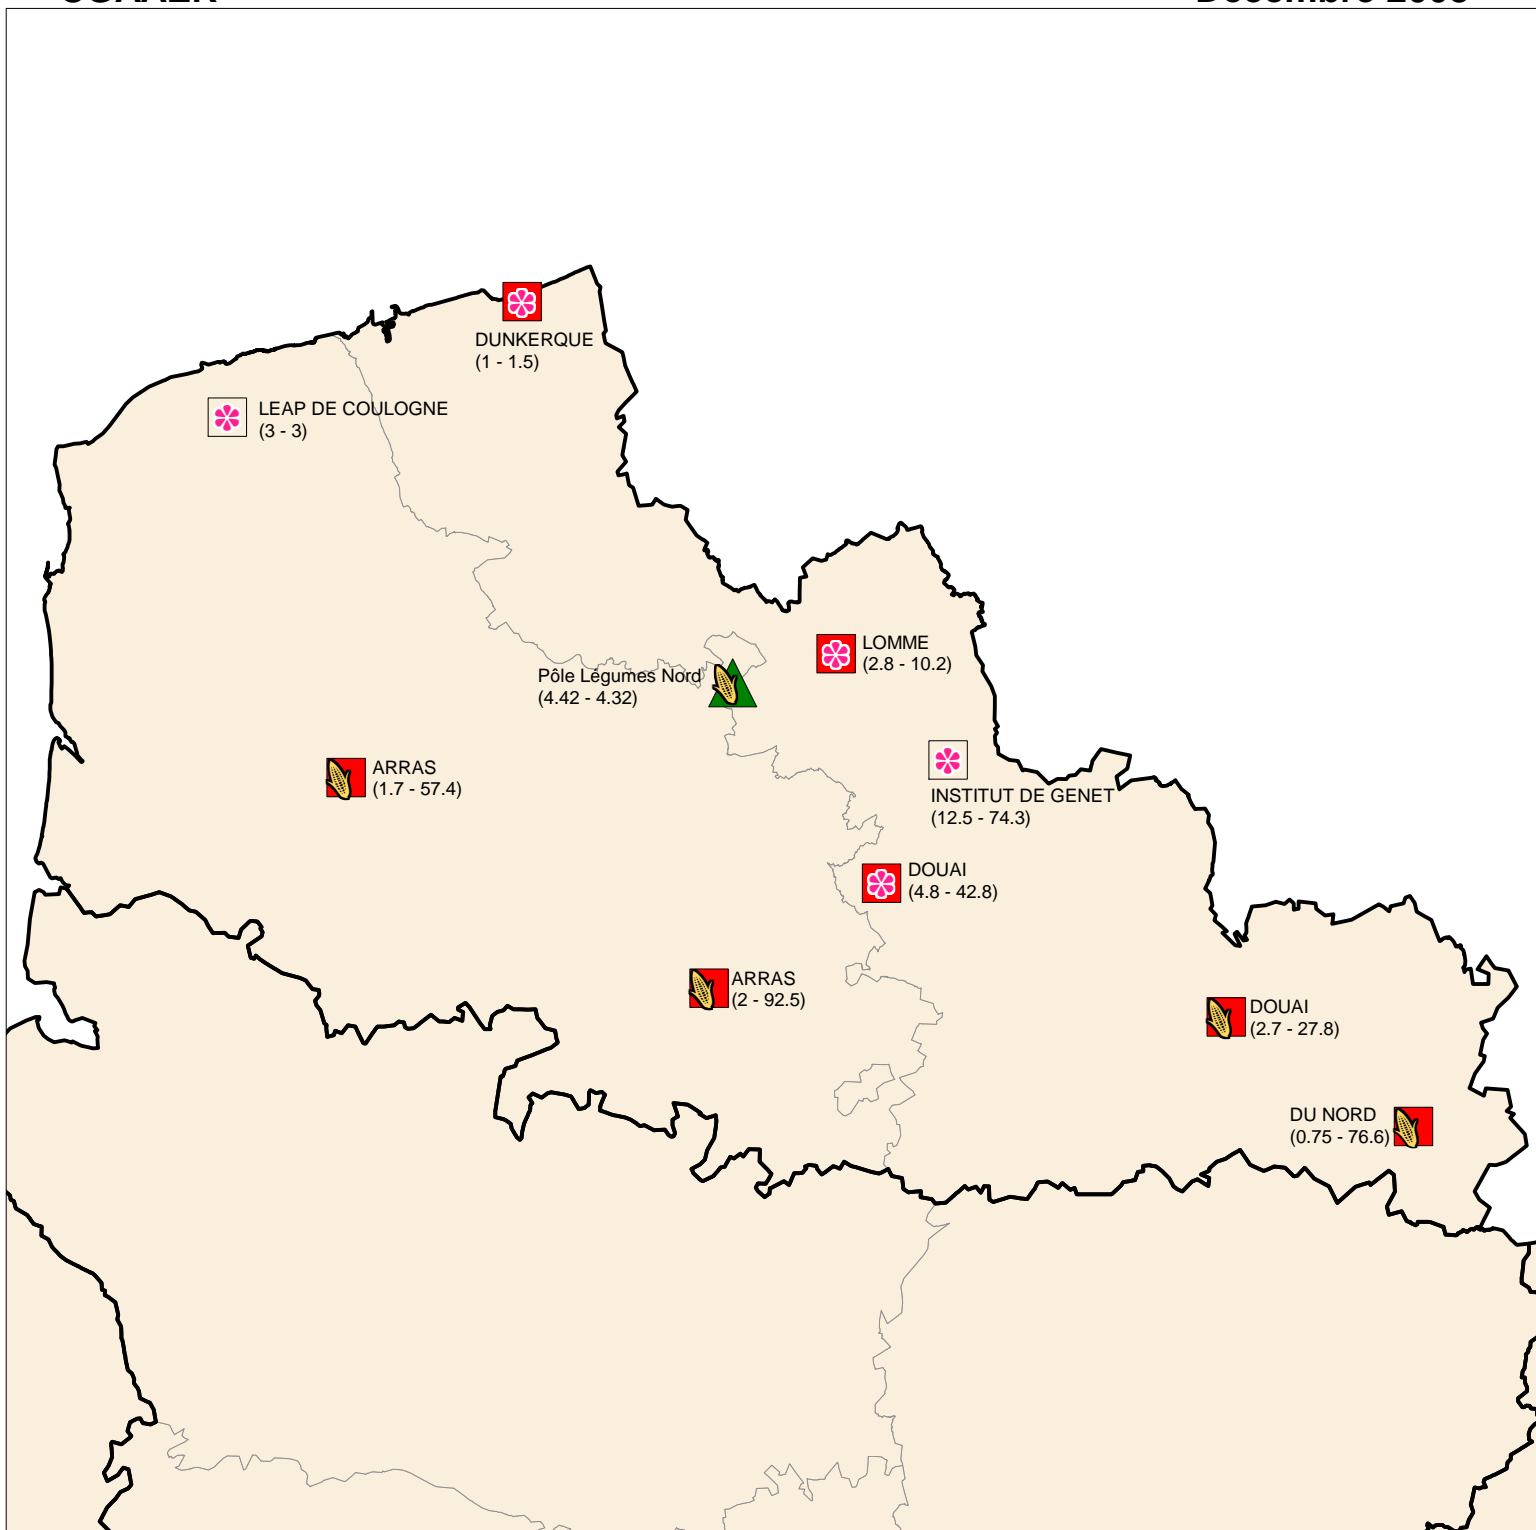 DUNKERQUE
(1 - 1.5)
LEAP DE COULOGNE
(3 - 3)
LOMME
(2.8 - 10.2)
Pôle Légumes Nord
(4.42 - 4.32)
ARRAS
(1.7 - 57.4)
INSTITUT DE GENET
(12.5 - 74.3)
DOUAI
(4.8 - 42.8)
ARRAS
(2 - 92.5)
DOUAI
(2.7 - 27.8)
DU NORD
(0.75 - 76.6)